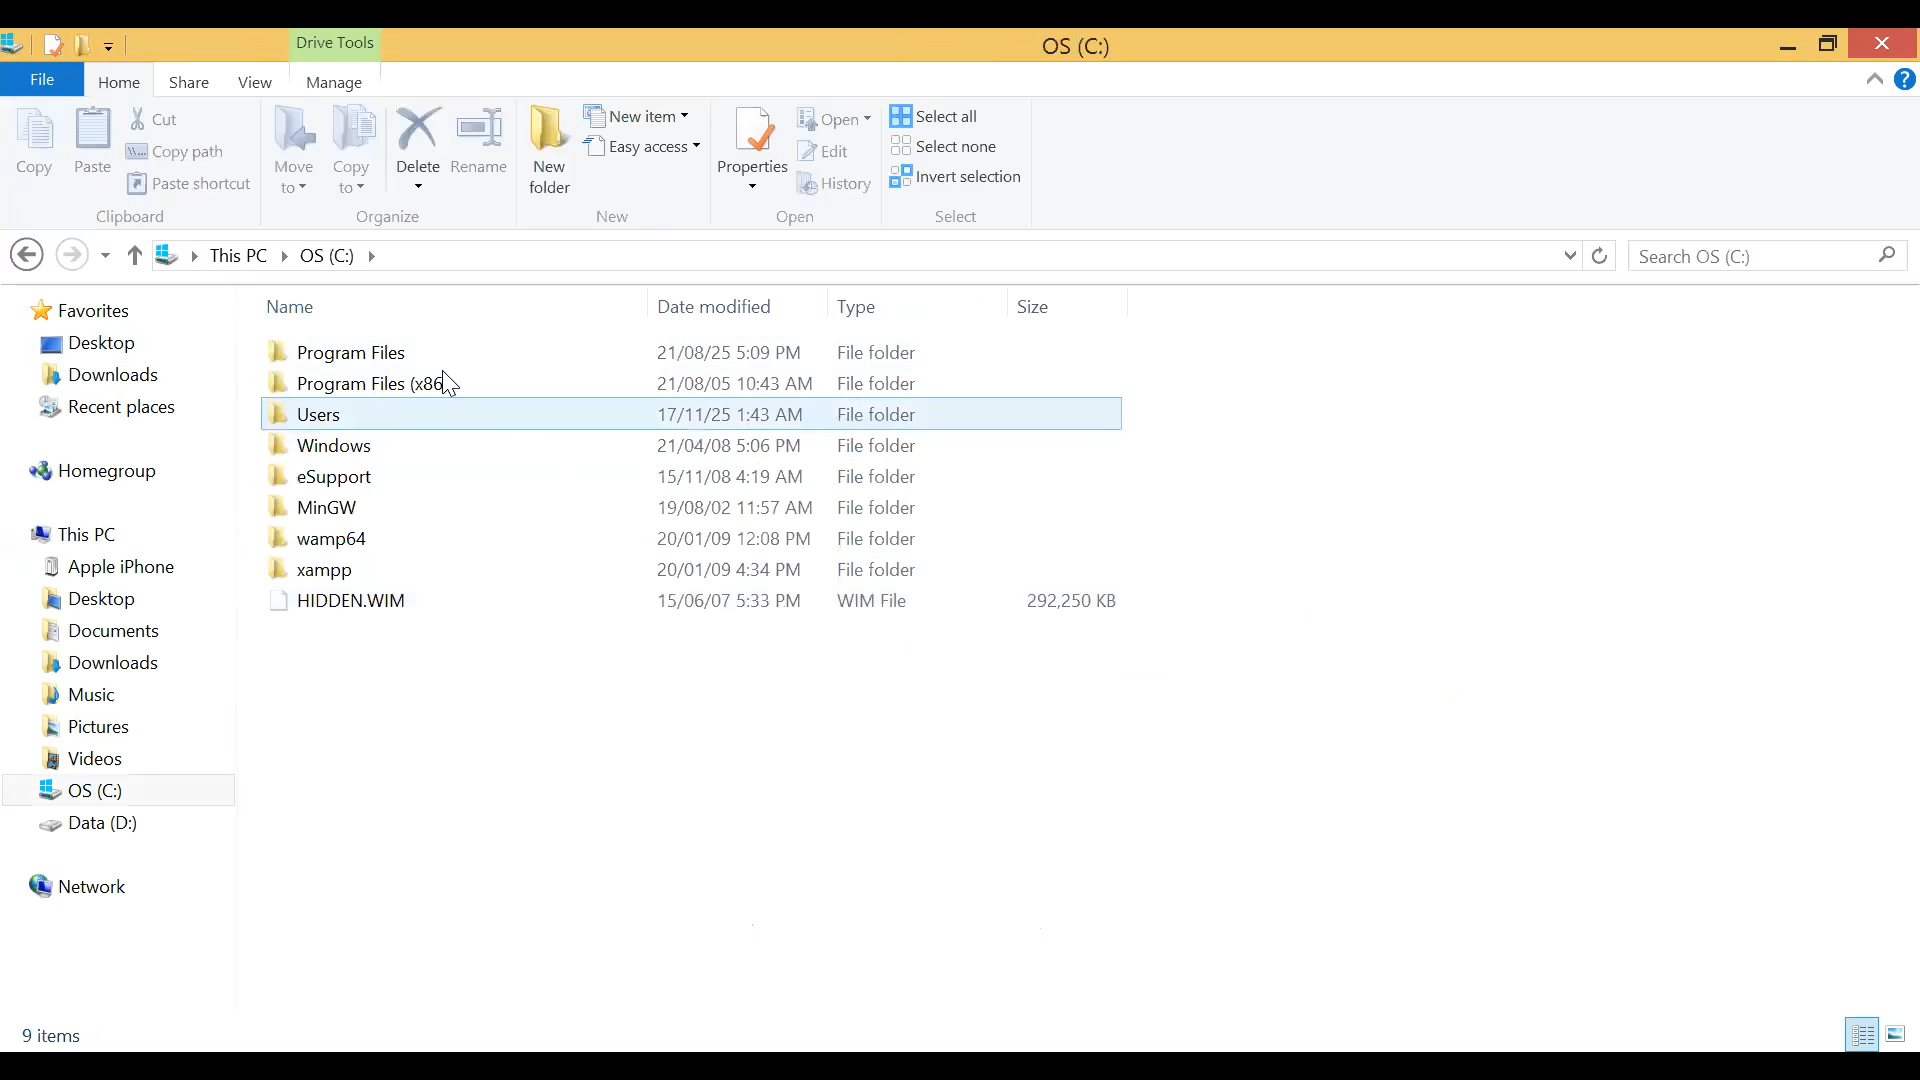 Drive Tools
OS (C:)
File Home Share View Manage
Copy
Paste
Cut
Copy path
Paste shortcut
Clipboard
Move to
Copy to
Delete
Rename
Organize
New folder
New item
Easy access
New
Properties
Open
Edit
History
Open
Select all
Select none
Invert selection
Select
This PC OS (C:)
Search OS (C:)
Favorites
Desktop
Downloads
Recent places
Homegroup
This PC
Apple iPhone
Desktop
Documents
Downloads
Music
Pictures
Videos
OS (C:)
Data (D:)
Network
Name Date modified Type Size
Program Files 21/08/25 5:09 PM File folder
Program Files (x86 21/08/05 10:43 AM File folder
Users 17/11/25 1:43 AM File folder
Windows 21/04/08 5:06 PM File folder
eSupport 15/11/08 4:19 AM File folder
MinGW 19/08/02 11:57 AM File folder
wamp64 20/01/09 12:08 PM File folder
xampp 20/01/09 4:34 PM File folder
HIDDEN.WIM 15/06/07 5:33 PM WIM File 292,250 KB
9 items